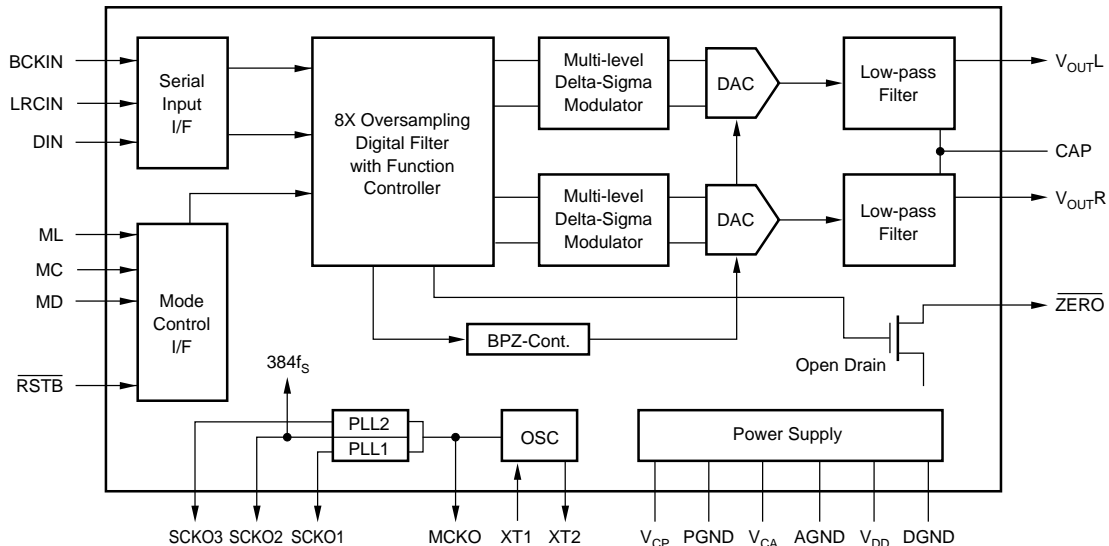 BCKIN
LRCIN
DIN
Serial
Input
I/F
8X Oversampling
Digital Filter
with Function
Controller
Multi-level
Delta-Sigma
Modulator
DAC
Low-pass
Filter
VOUTL
CAP
Multi-level
Delta-Sigma
Modulator
DAC
Low-pass
Filter
VOUTR
ML
MC
MD
RSTB
Mode
Control
I/F
BPZ-Cont.
Open Drain
ZERO
384fS
PLL2
PLL1
OSC
Power Supply
SCKO3
SCKO2
SCKO1
MCKO
XT1
XT2
VCP
PGND
VCA
AGND
VDD
DGND